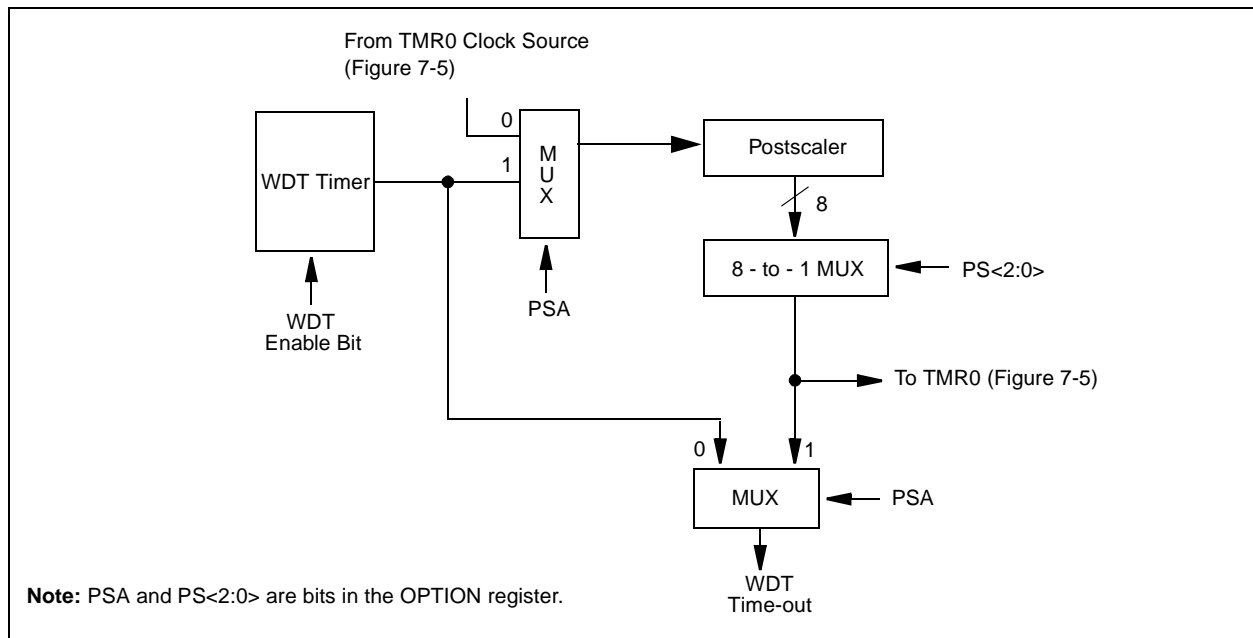 From TMR0 Clock Source
(Figure 7-5)
0
1
M
U
X
WDT Timer
Postscaler
8
8 - to - 1 MUX
PS<2:0>
PSA
WDT
Enable Bit
To TMR0 (Figure 7-5)
0
1
MUX
PSA
WDT
Time-out
Note: PSA and PS<2:0> are bits in the OPTION register.